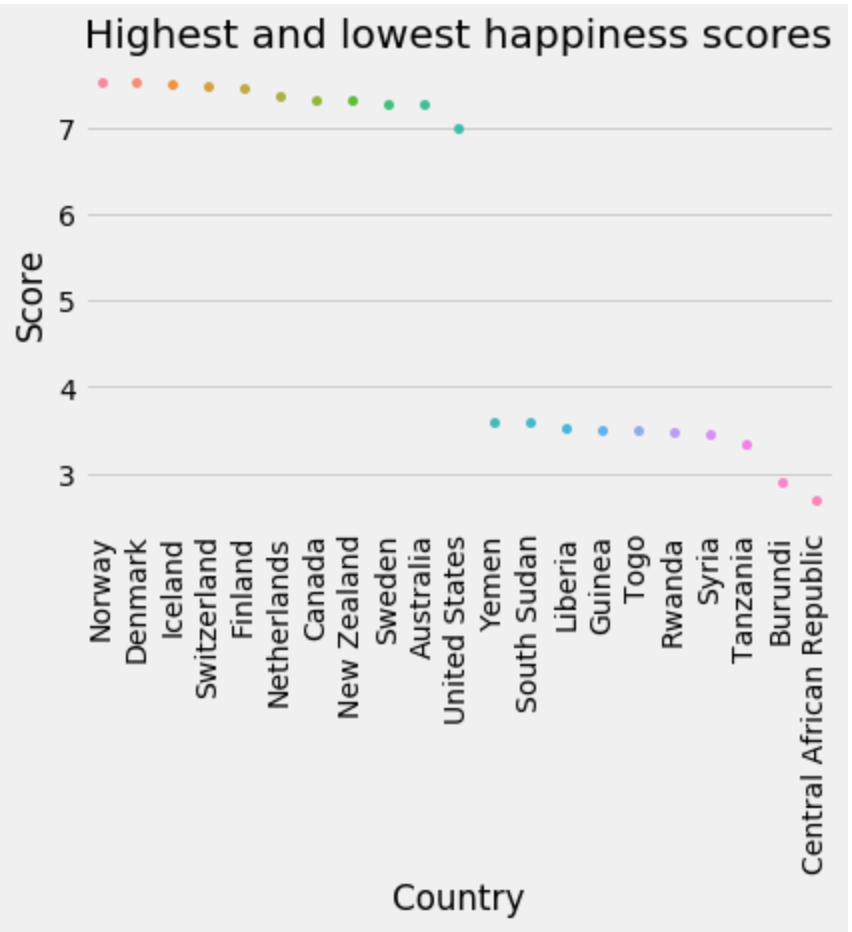 Highest and lowest happiness scores
7
6
5
4
3
Score
Norway
Denmark
Iceland
Switzerland
Finland
Netherlands
Canada
New Zealand
Sweden
Australia
United States
Yemen
South Sudan
Liberia
Guinea
Togo
Rwanda
Syria
Tanzania
Burundi
Central African Republic
Country